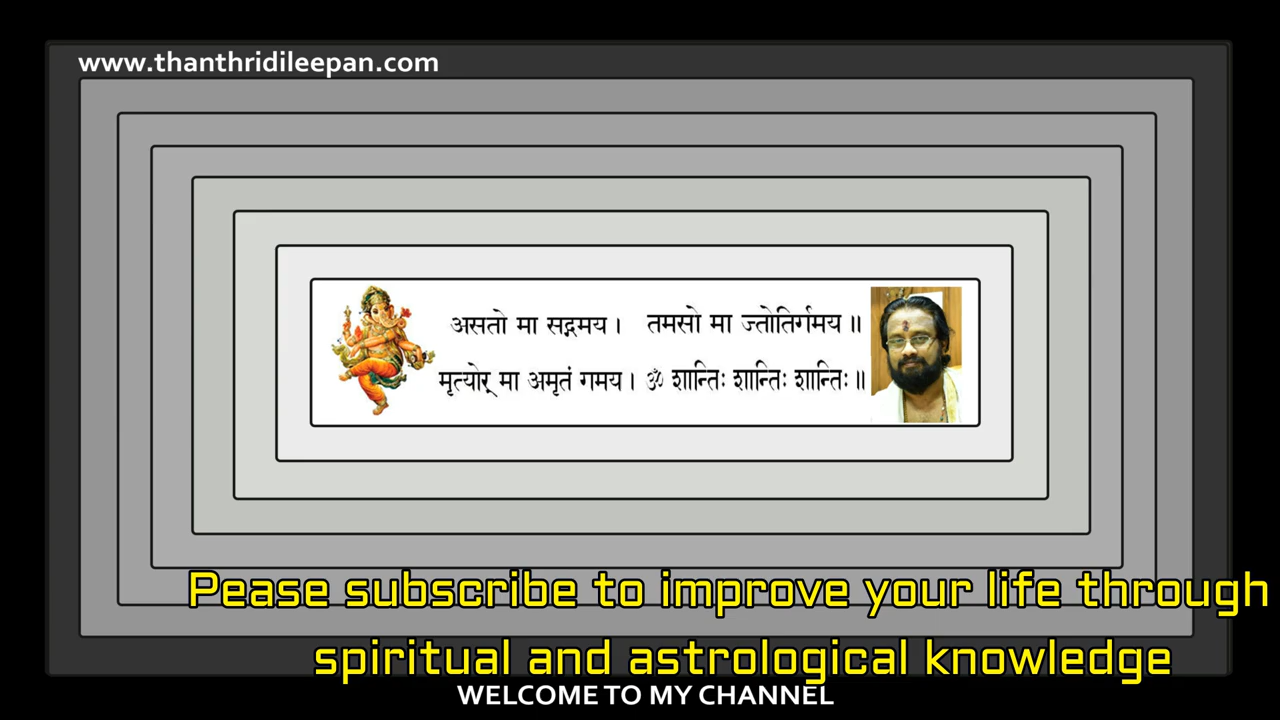 www.thanthridileepan.com
असतो मा सद्गमय। तमसो मा ज्तोतिर्गमय॥
मृत्योर् मा अमृतं गमय। ॐ शान्तिः शान्तिः शान्तिः॥
Pease subscribe to improve your life through
spiritual and astrological knowledge
WELCOME TO MY CHANNEL